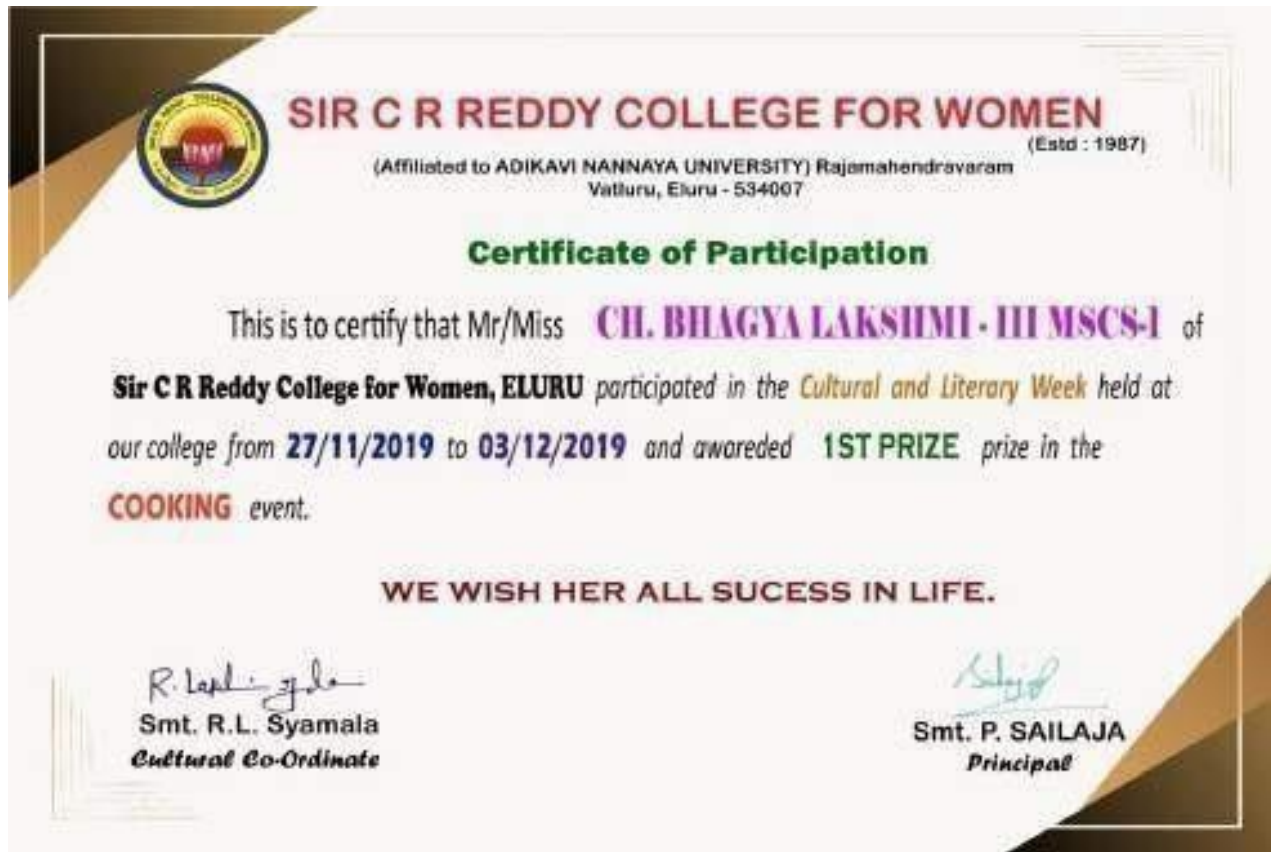 SIR C R REDDY COLLEGE FOR WOMEN
(Estd : 1987)
(Affiliated to ADIKAVI NANNAYA UNIVERSITY) Rajamahendravaram
Vatluru, Eluru - 534007
Certificate of Participation
This is to certify that Mr/Miss CH. BHAGYA LAKSHMI - III MSCS-1 of
Sir C R Reddy College for Women, ELURU participated in the Cultural and Literary Week held at
our college from 27/11/2019 to 03/12/2019 and aworeded 1ST PRIZE prize in the
COOKING event.
WE WISH HER ALL SUCESS IN LIFE.
Smt. R.L. Syamala
Cultural Co-Ordinate
Smt. P. SAILAJA
Principal